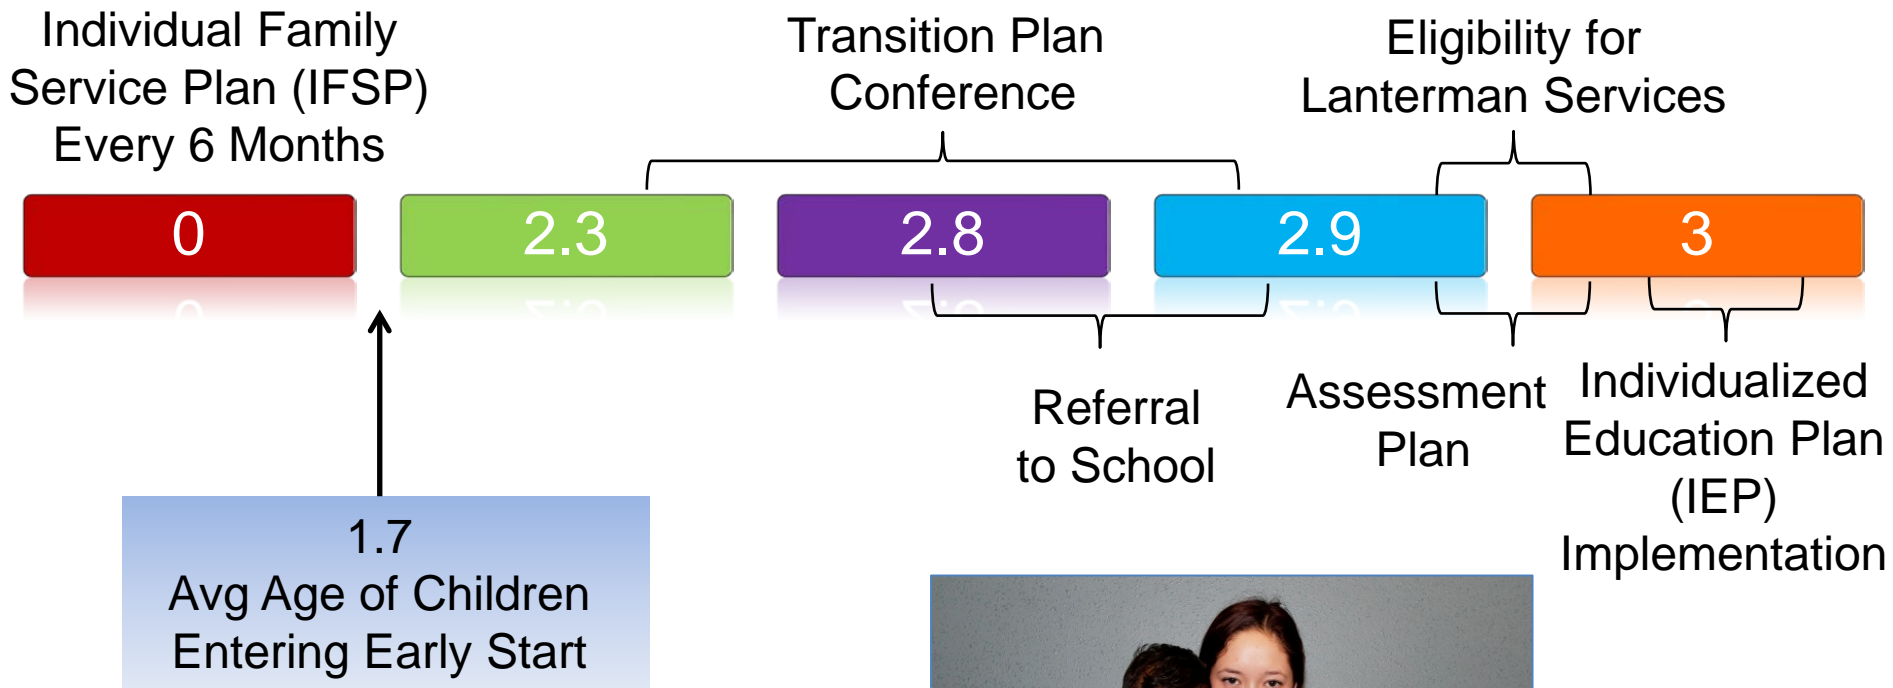 Individual Family
Service Plan (IFSP)
Every 6 Months
Transition Plan
Conference
Eligibility for
Lanterman Services
0
2.3
2.8
2.9
3
Referral
to School
Assessment
Plan
Individualized
Education Plan
(IEP)
Implementation
1.7
Avg Age of Children
Entering Early Start